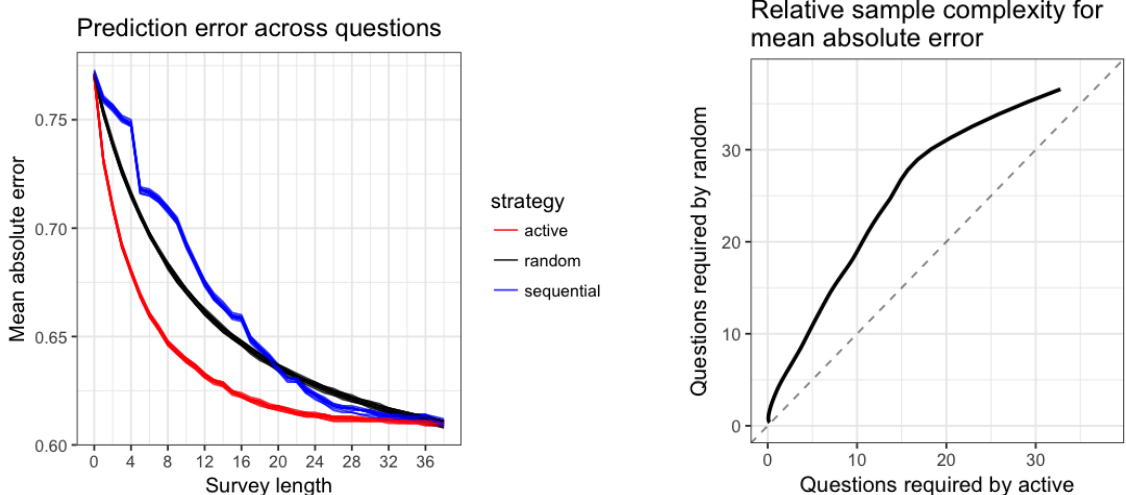 Prediction error across questions
Mean absolute error
0.75
0.70
0.65
0.60
0 4 8 12 16 20 24 28 32 36
Survey length
strategy
active
random
sequential
Relative sample complexity for
mean absolute error
Questions required by random
30
20
10
0
0 10 20 30
Questions required by active